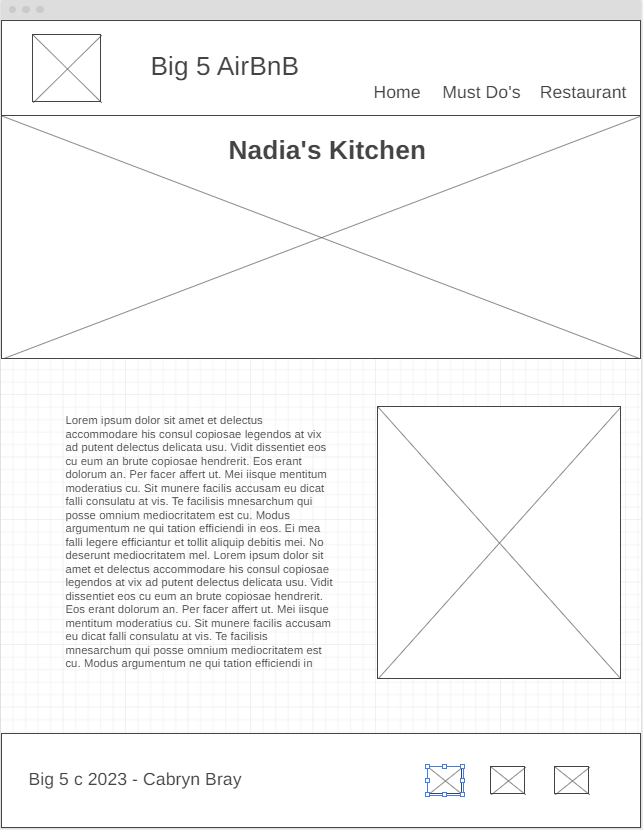 Big 5 AirBnB
Home Must Do's Restaurant
Nadia's Kitchen
Lorem ipsum dolor sit amet et delectus
accommodare his consul copiosae legendos at vix
ad putent delectus delicata usu. Vidit dissentiet eos
cu eum an brute copiosae hendrerit. Eos erant
dolorum an. Per facer affert ut. Mei iisque mentitum
moderatius cu. Sit munere facilis accusam eu dicat
falli consulatu at vis. Te facilisis mnesarchum qui
posse omnium mediocritatem est cu. Modus
argumentum ne qui tation efficiendi in eos. Ei mea
falli legere efficiantur et tollit aliquip debitis mei. No
deserunt mediocritatem mel. Lorem ipsum dolor sit
amet et delectus accommodare his consul copiosae
legendos at vix ad putent delectus delicata usu. Vidit
dissentiet eos cu eum an brute copiosae hendrerit.
Eos erant dolorum an. Per facer affert ut. Mei iisque
mentitum moderatius cu. Sit munere facilis accusam
eu dicat falli consulatu at vis. Te facilisis
mnesarchum qui posse omnium mediocritatem est
cu. Modus argumentum ne qui tation efficiendi in
Big 5 c 2023 - Cabryn Bray